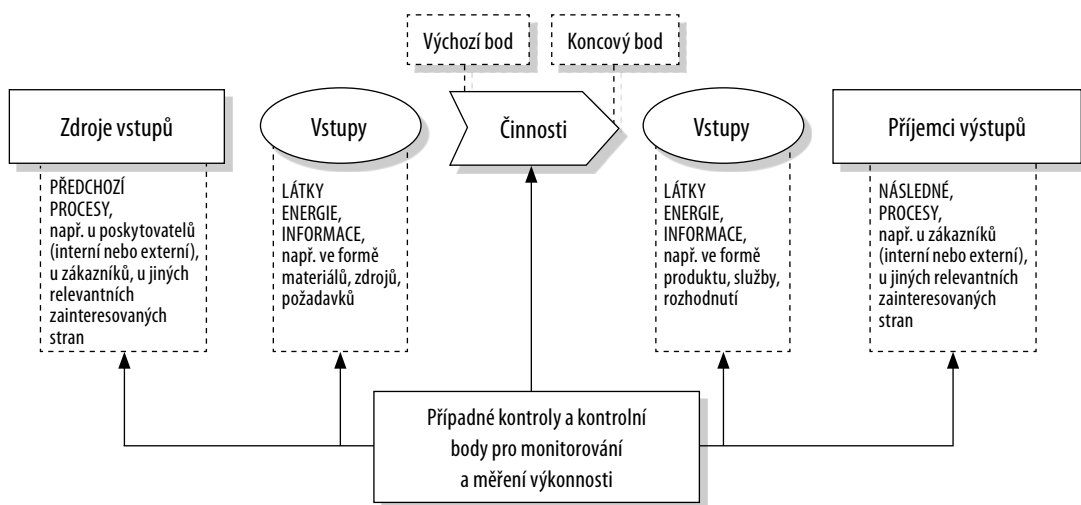 Výchozí bod
Koncový bod
Zdroje vstupů
Vstupy
Činnosti
Vstupy
Příjemci výstupů
PŘEDCHOZÍ
PROCESY,
např. u poskytovatelů
(interní nebo externí),
u zákazníků, u jiných
relevantních
zainteresovaných
stran
LÁTKY
ENERGIE,
INFORMACE,
např. ve formě
materiálů, zdrojů,
požadavků
LÁTKY
ENERGIE,
INFORMACE,
např. ve formě
produktu, služby,
rozhodnutí
NÁSLEDNÉ,
PROCESY,
např. u zákazníků
(interní nebo externí),
u jiných relevantních
zainteresovaných
stran
Případné kontroly a kontrolní
body pro monitorování
a měření výkonnosti